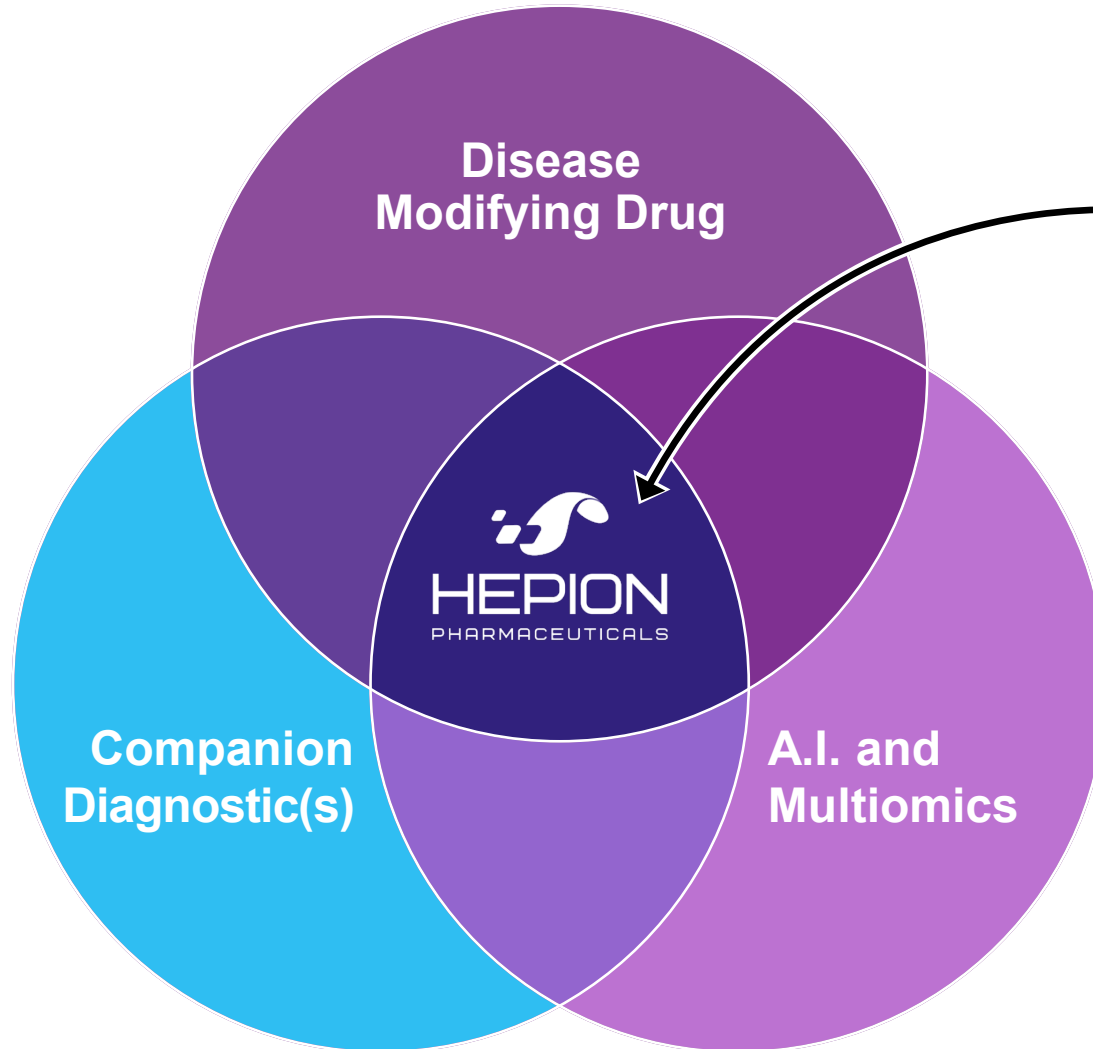 Disease
Modifying Drug
HEPION
PHARMACEUTICALS
Companion
Diagnostic(s)
A.I. and
Multiomics